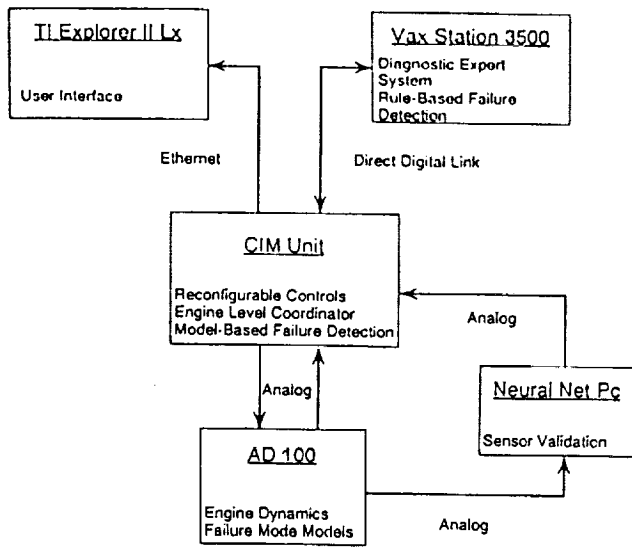 TI Explorer II Lx
User Interface
Vax Station 3500
Diagnostic Expert
System
Rule-Based Failure
Detection
Ethernet
Direct Digital Link
CIM Unit
Reconfigurable Controls
Engine Level Coordinator
Model-Based Failure Detection
Analog
Analog
Neural Net Pc
Sensor Validation
AD 100
Engine Dynamics
Failure Mode Models
Analog